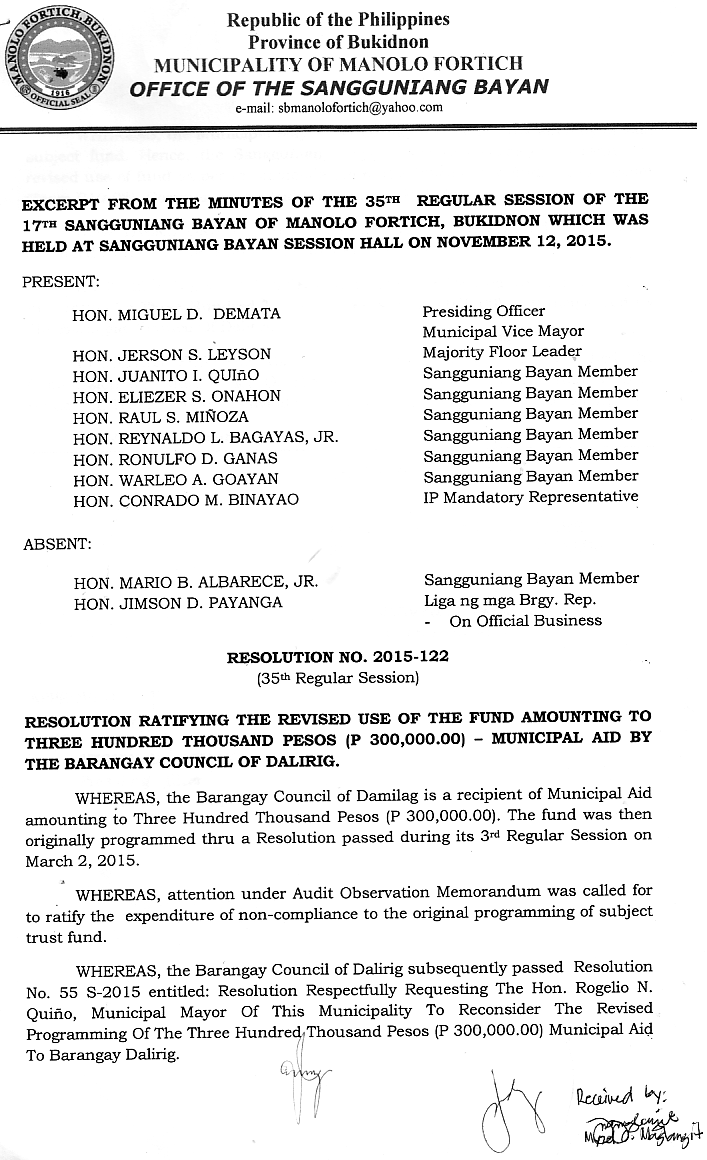 Republic of the Philippines
Province of Bukidnon
MUNICIPALITY OF MANOLO FORTICH
OFFICE OF THE SANGGUNIANG BAYAN
e-mail: sbmanolofortich@yahoo.com
MANOLO FORTICH, BUKIDNON
1916
OFFICIAL SEAL
EXCERPT FROM THE MINUTES OF THE 35TH REGULAR SESSION OF THE
17TH SANGGUNIANG BAYAN OF MANOLO FORTICH, BUKIDNON WHICH WAS
HELD AT SANGGUNIANG BAYAN SESSION HALL ON NOVEMBER 12, 2015.
PRESENT:
HON. MIGUEL D. DEMATA Presiding Officer
Municipal Vice Mayor
HON. JERSON S. LEYSON Majority Floor Leader
HON. JUANITO I. QUIñO Sangguniang Bayan Member
HON. ELIEZER S. ONAHON Sangguniang Bayan Member
HON. RAUL S. MIÑOZA Sangguniang Bayan Member
HON. REYNALDO L. BAGAYAS, JR. Sangguniang Bayan Member
HON. RONULFO D. GANAS Sangguniang Bayan Member
HON. WARLEO A. GOAYAN Sangguniang Bayan Member
HON. CONRADO M. BINAYAO IP Mandatory Representative
ABSENT:
HON. MARIO B. ALBARECE, JR. Sangguniang Bayan Member
HON. JIMSON D. PAYANGA Liga ng mga Brgy. Rep.
- On Official Business
RESOLUTION NO. 2015-122
(35th Regular Session)
RESOLUTION RATIFYING THE REVISED USE OF THE FUND AMOUNTING TO
THREE HUNDRED THOUSAND PESOS (P 300,000.00) – MUNICIPAL AID BY
THE BARANGAY COUNCIL OF DALIRIG.
WHEREAS, the Barangay Council of Damilag is a recipient of Municipal Aid
amounting to Three Hundred Thousand Pesos (P 300,000.00). The fund was then
originally programmed thru a Resolution passed during its 3rd Regular Session on
March 2, 2015.
WHEREAS, attention under Audit Observation Memorandum was called for
to ratify the expenditure of non-compliance to the original programming of subject
trust fund.
WHEREAS, the Barangay Council of Dalirig subsequently passed Resolution
No. 55 S-2015 entitled: Resolution Respectfully Requesting The Hon. Rogelio N.
Quiño, Municipal Mayor Of This Municipality To Reconsider The Revised
Programming Of The Three Hundred Thousand Pesos (P 300,000.00) Municipal Aid
To Barangay Dalirig.
Received by: